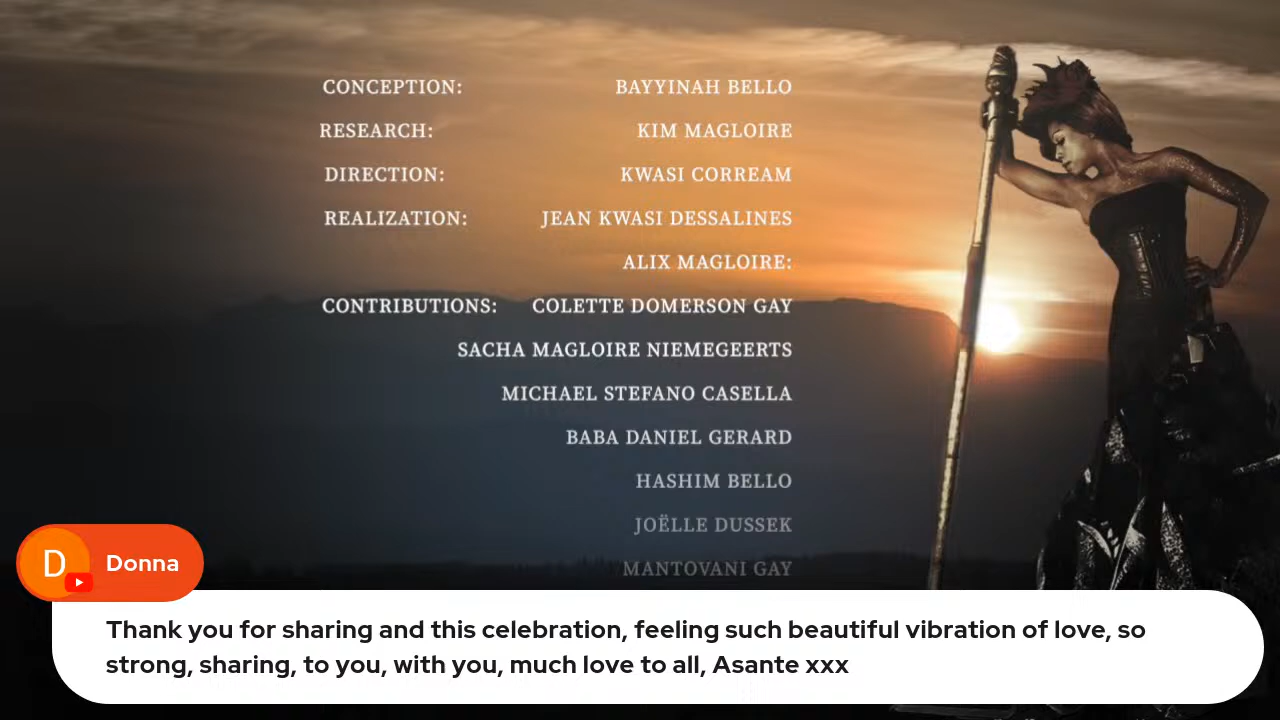 CONCEPTION: BAYYINAH BELLO
RESEARCH: KIM MAGLOIRE
DIRECTION: KWASI CORREAM
REALIZATION: JEAN KWASI DESSALINES
ALIX MAGLOIRE:
CONTRIBUTIONS: COLETTE DOMERSON GAY
SACHA MAGLOIRE NIEMEGEERTS
MICHAEL STEFANO CASELLA
BABA DANIEL GERARD
HASHIM BELLO
JOËLLE DUSSEK
MANTOVANI GAY
D Donna
Thank you for sharing and this celebration, feeling such beautiful vibration of love, so
strong, sharing, to you, with you, much love to all, Asante xxx